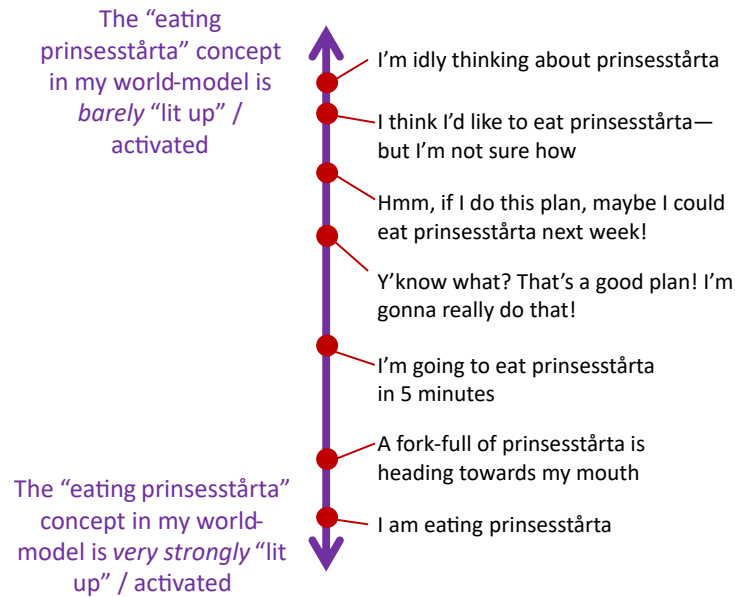 The “eating
prinsesstårta” concept
in my world-model is
barely “lit up” /
activated
I’m idly thinking about prinsesstårta
I think I’d like to eat prinsesstårta—
but I’m not sure how
Hmm, if I do this plan, maybe I could
eat prinsesstårta next week!
Y’know what? That’s a good plan! I’m
gonna really do that!
I’m going to eat prinsesstårta
in 5 minutes
A fork-full of prinsesstårta is
heading towards my mouth
The “eating prinsesstårta”
concept in my world-
model is very strongly “lit
up” / activated
I am eating prinsesstårta